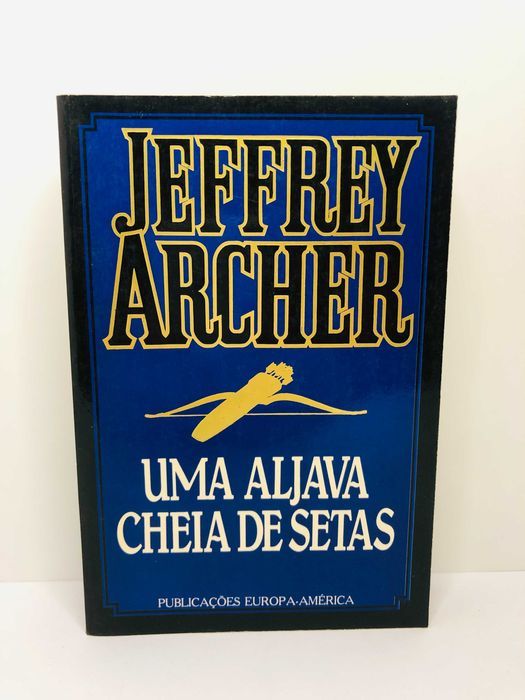 JEFFREY
ARCHER
UMA ALJAVA
CHEIA DE SETAS
PUBLICAÇÕES EUROPA-AMÉRICA